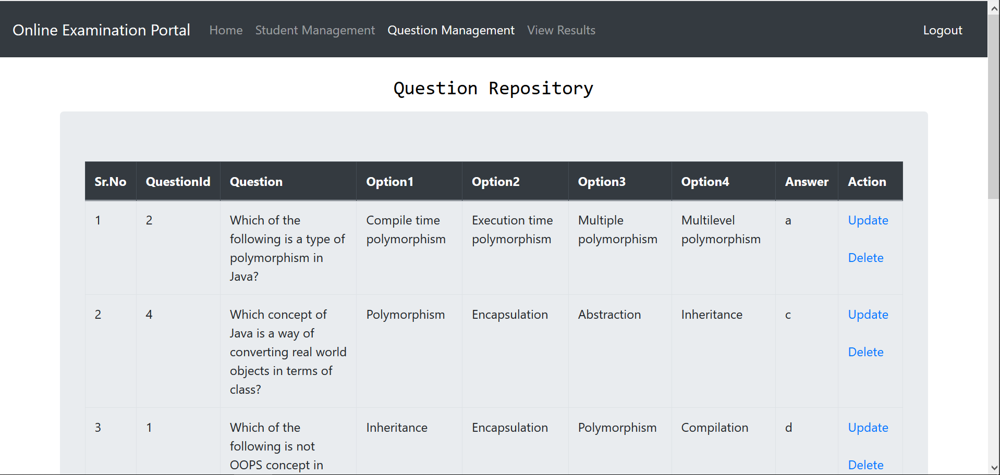 Online Examination Portal Home Student Management Question Management View Results Logout
Question Repository
Sr.No QuestionId Question Option1 Option2 Option3 Option4 Answer Action
1 2 Which of the Compile time Execution time Multiple Multilevel a Update
following is a type of polymorphism polymorphism polymorphism polymorphism
polymorphism in Delete
Java?
2 4 Which concept of Polymorphism Encapsulation Abstraction Inheritance c Update
Java is a way of
converting real world Delete
objects in terms of
class?
3 1 Which of the Inheritance Encapsulation Polymorphism Compilation d Update
following is not
OOPS concept in Delete